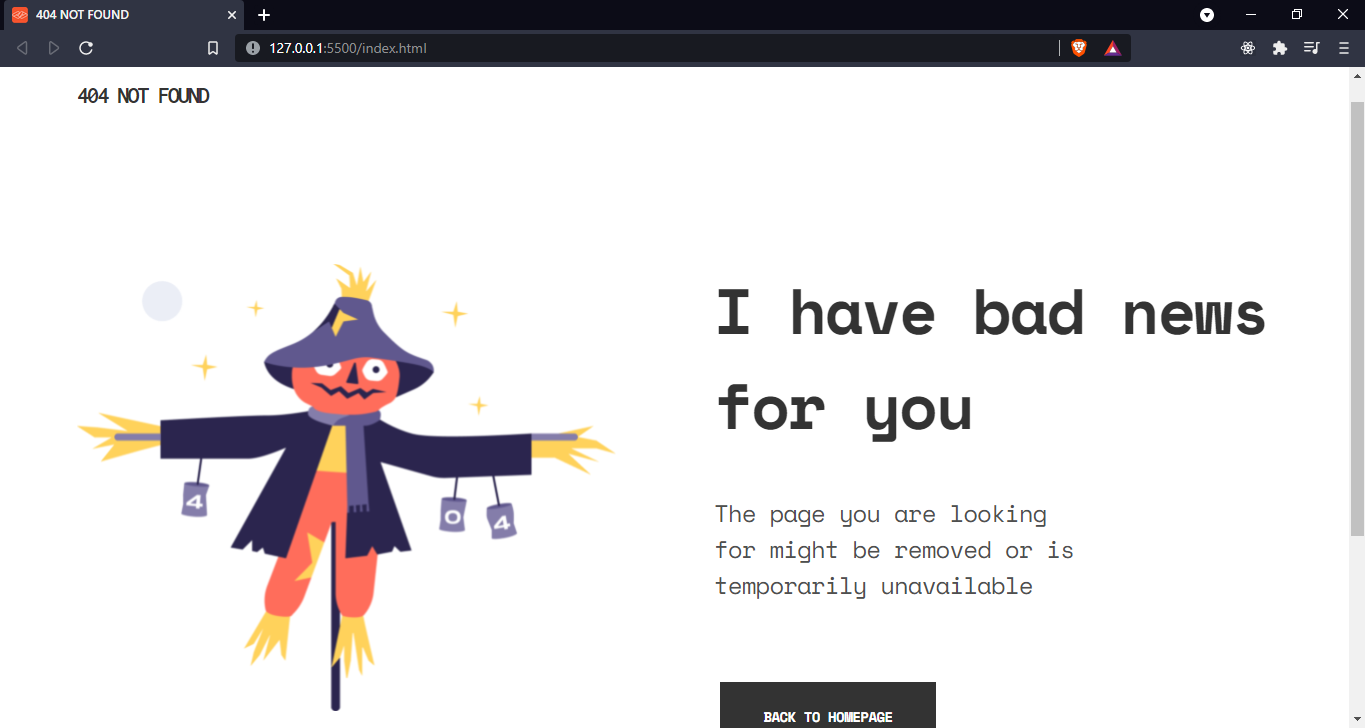 404 NOT FOUND
127.0.0.1:5500/index.html
404 NOT FOUND
I have bad news
for you
4
0
4
The page you are looking
for might be removed or is
temporarily unavailable
BACK TO HOMEPAGE